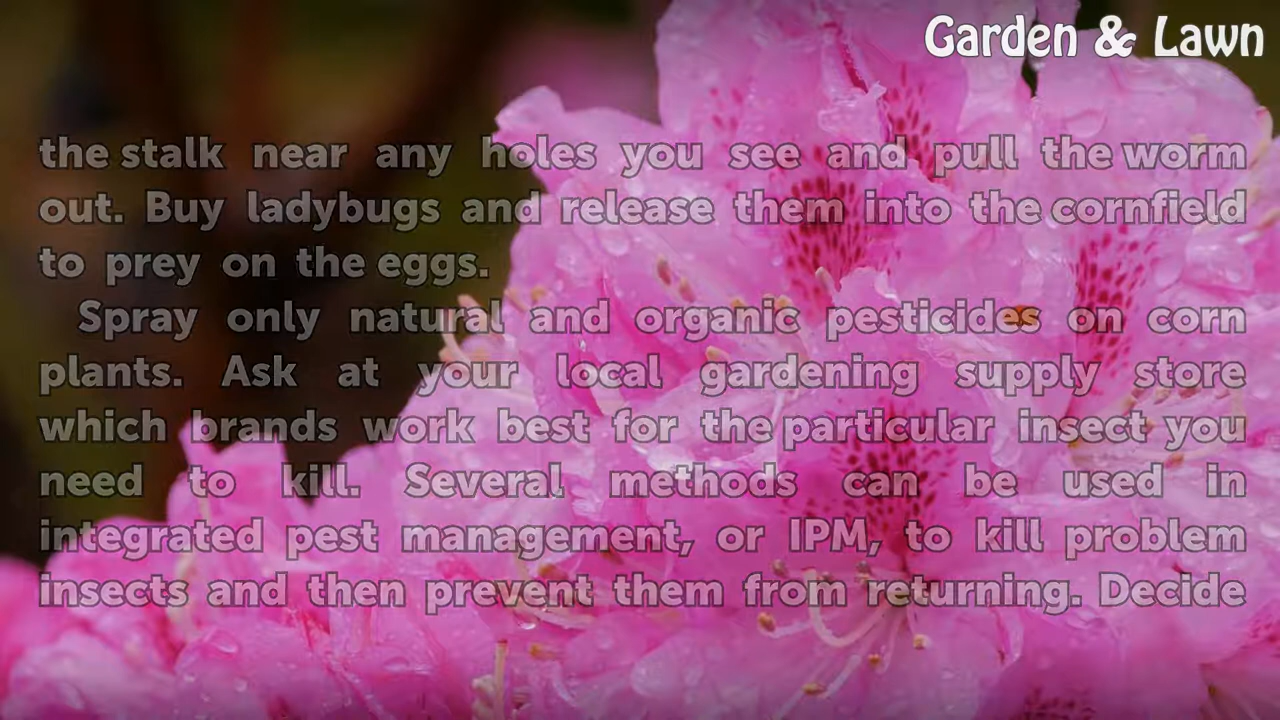 Garden & Lawn
the stalk near any holes you see and pull the worm
out. Buy ladybugs and release them into the cornfield
to prey on the eggs.
Spray only natural and organic pesticides on corn
plants. Ask at your local gardening supply store
which brands work best for the particular insect you
need to kill. Several methods can be used in
integrated pest management, or IPM, to kill problem
insects and then prevent them from returning. Decide